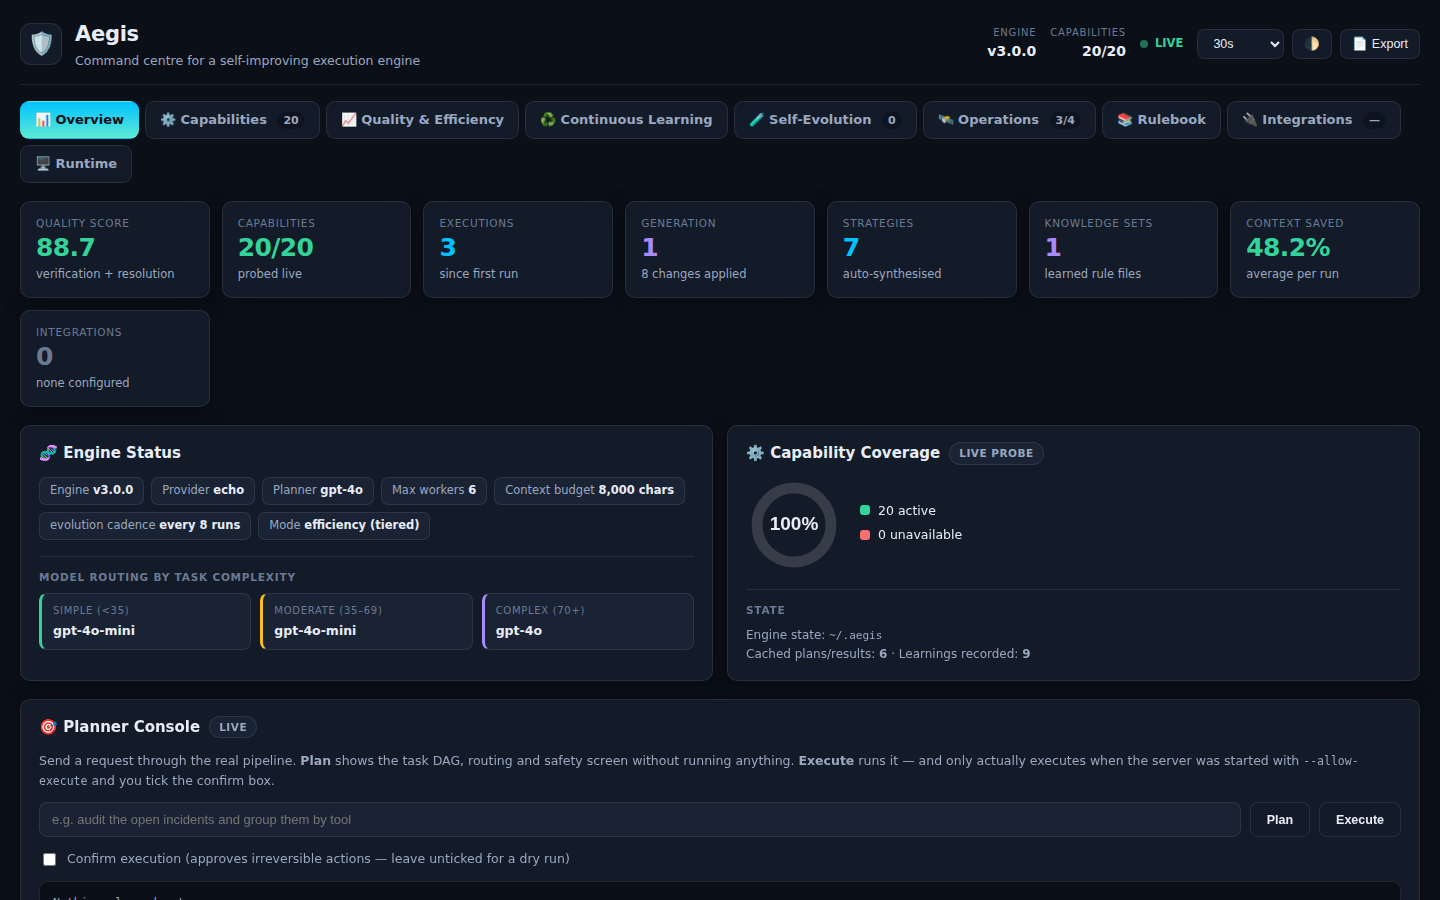 Aegis
Command centre for a self-improving execution engine
ENGINE
v3.0.0
CAPABILITIES
20/20
LIVE
30s
Export
Overview
Capabilities 20
Quality & Efficiency
Continuous Learning
Self-Evolution 0
Operations 3/4
Rulebook
Integrations —
Runtime
QUALITY SCORE
88.7
verification + resolution
CAPABILITIES
20/20
probed live
EXECUTIONS
3
since first run
GENERATION
1
8 changes applied
STRATEGIES
7
auto-synthesised
KNOWLEDGE SETS
1
learned rule files
CONTEXT SAVED
48.2%
average per run
INTEGRATIONS
0
none configured
Engine Status
Engine v3.0.0
Provider echo
Planner gpt-4o
Max workers 6
Context budget 8,000 chars
evolution cadence every 8 runs
Mode efficiency (tiered)
MODEL ROUTING BY TASK COMPLEXITY
SIMPLE (<35)
gpt-4o-mini
MODERATE (35–69)
gpt-4o-mini
COMPLEX (70+)
gpt-4o
Capability Coverage LIVE PROBE
100%
20 active
0 unavailable
STATE
Engine state: ~/.aegis
Cached plans/results: 6 · Learnings recorded: 9
Planner Console LIVE
Send a request through the real pipeline. Plan shows the task DAG, routing and safety screen without running anything. Execute runs it — and only actually executes when the server was started with --allow-
execute and you tick the confirm box.
e.g. audit the open incidents and group them by tool
Plan
Execute
Confirm execution (approves irreversible actions — leave unticked for a dry run)